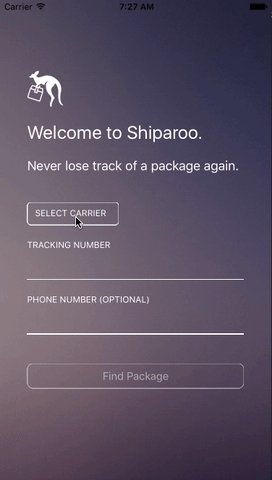 Carrier 7:27 AM
Welcome to Shiparoo.
Never lose track of a package again.
SELECT CARRIER
TRACKING NUMBER
PHONE NUMBER (OPTIONAL)
Find Package